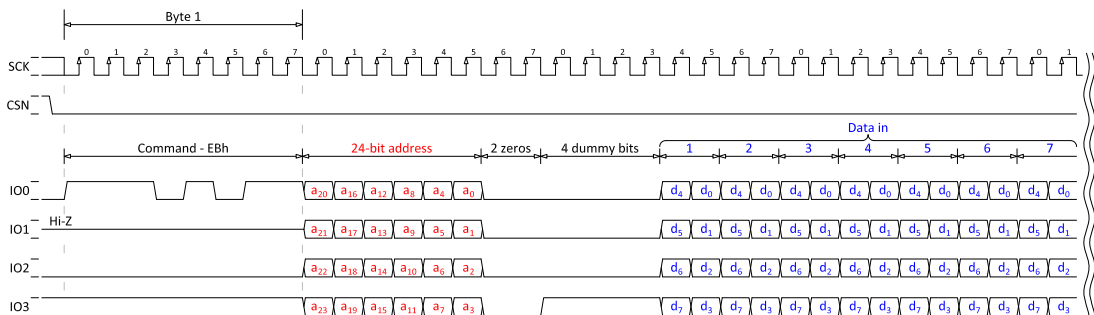 Byte 1
0 1 2 3 4 5 6 7 0 1 2 3 4 5 6 7 0 1 2 3 4 5 6 7 0 1 2 3 4 5 6 7 0 1
SCK
CSN
Data in
Command - EBh 24-bit address 2 zeros 4 dummy bits 1 2 3 4 5 6 7
IO0 a20 a16 a12 a8 a4 a0 d4 d0 d4 d0 d4 d0 d4 d0 d4 d0 d4 d0 d4 d0
Hi-Z
IO1 a21 a17 a13 a9 a5 a1 d5 d1 d5 d1 d5 d1 d5 d1 d5 d1 d5 d1 d5 d1
IO2 a22 a18 a14 a10 a6 a2 d6 d2 d6 d2 d6 d2 d6 d2 d6 d2 d6 d2 d6 d2
IO3 a23 a19 a15 a11 a7 a3 d7 d3 d7 d3 d7 d3 d7 d3 d7 d3 d7 d3 d7 d3